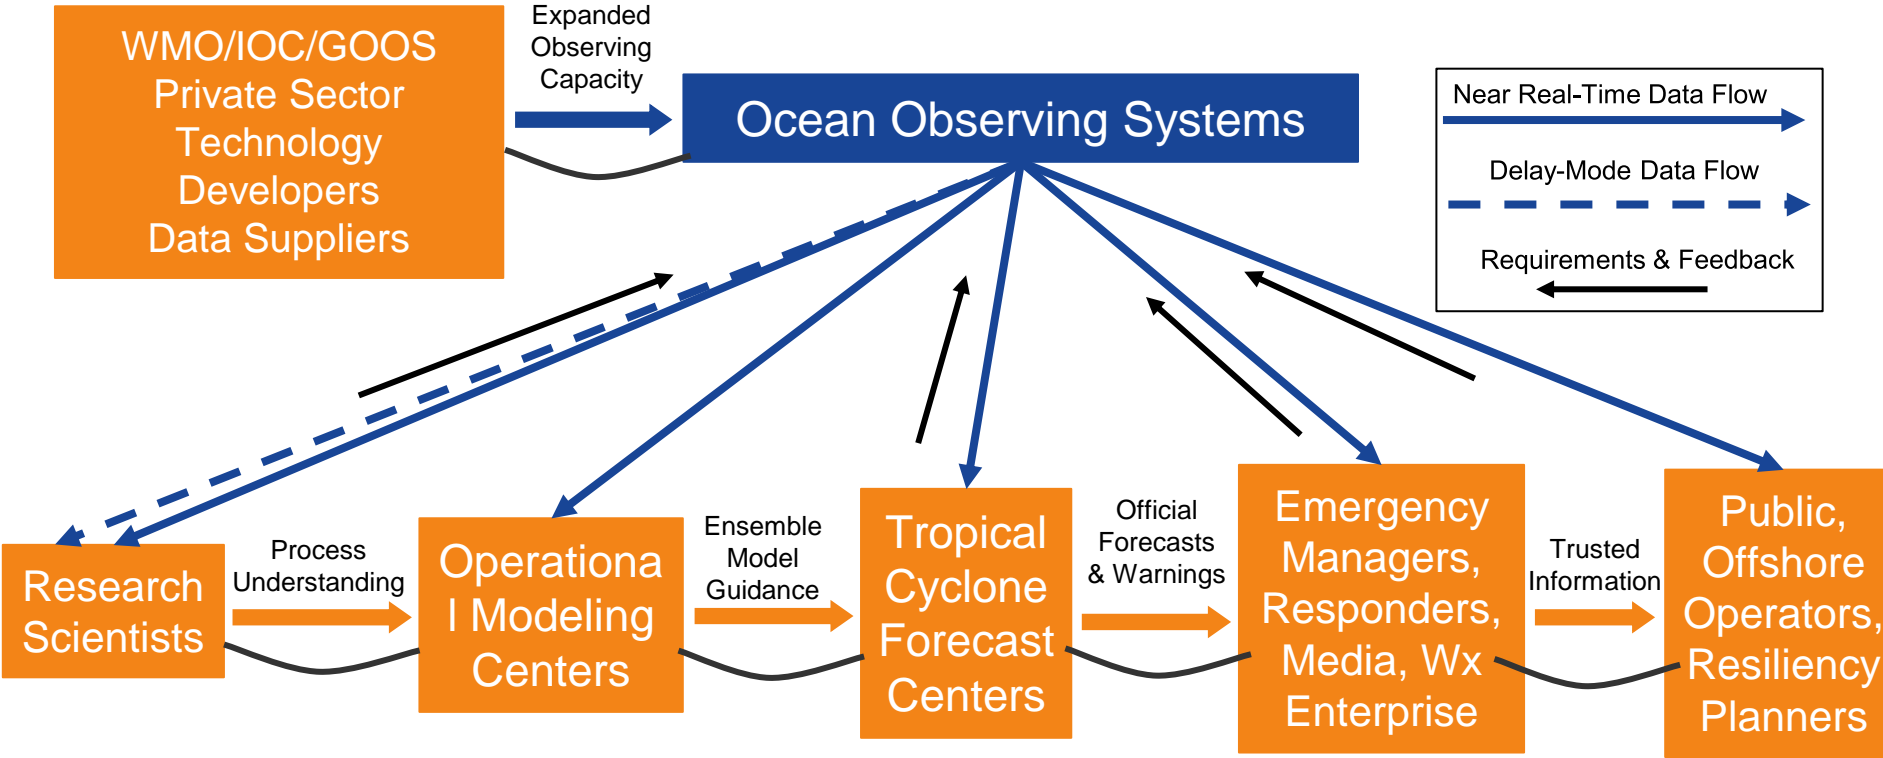 WMO/IOC/GOOS
Private Sector
Technology
Developers
Data Suppliers
Expanded
Observing
Capacity
Ocean Observing Systems
Near Real-Time Data Flow
Delay-Mode Data Flow
Requirements & Feedback
Research
Scientists
Process
Understanding
Operationa
l Modeling
Centers
Ensemble
Model
Guidance
Tropical
Cyclone
Forecast
Centers
Official
Forecasts
& Warnings
Emergency
Managers,
Responders,
Media, Wx
Enterprise
Trusted
Information
Public,
Offshore
Operators,
Resiliency
Planners